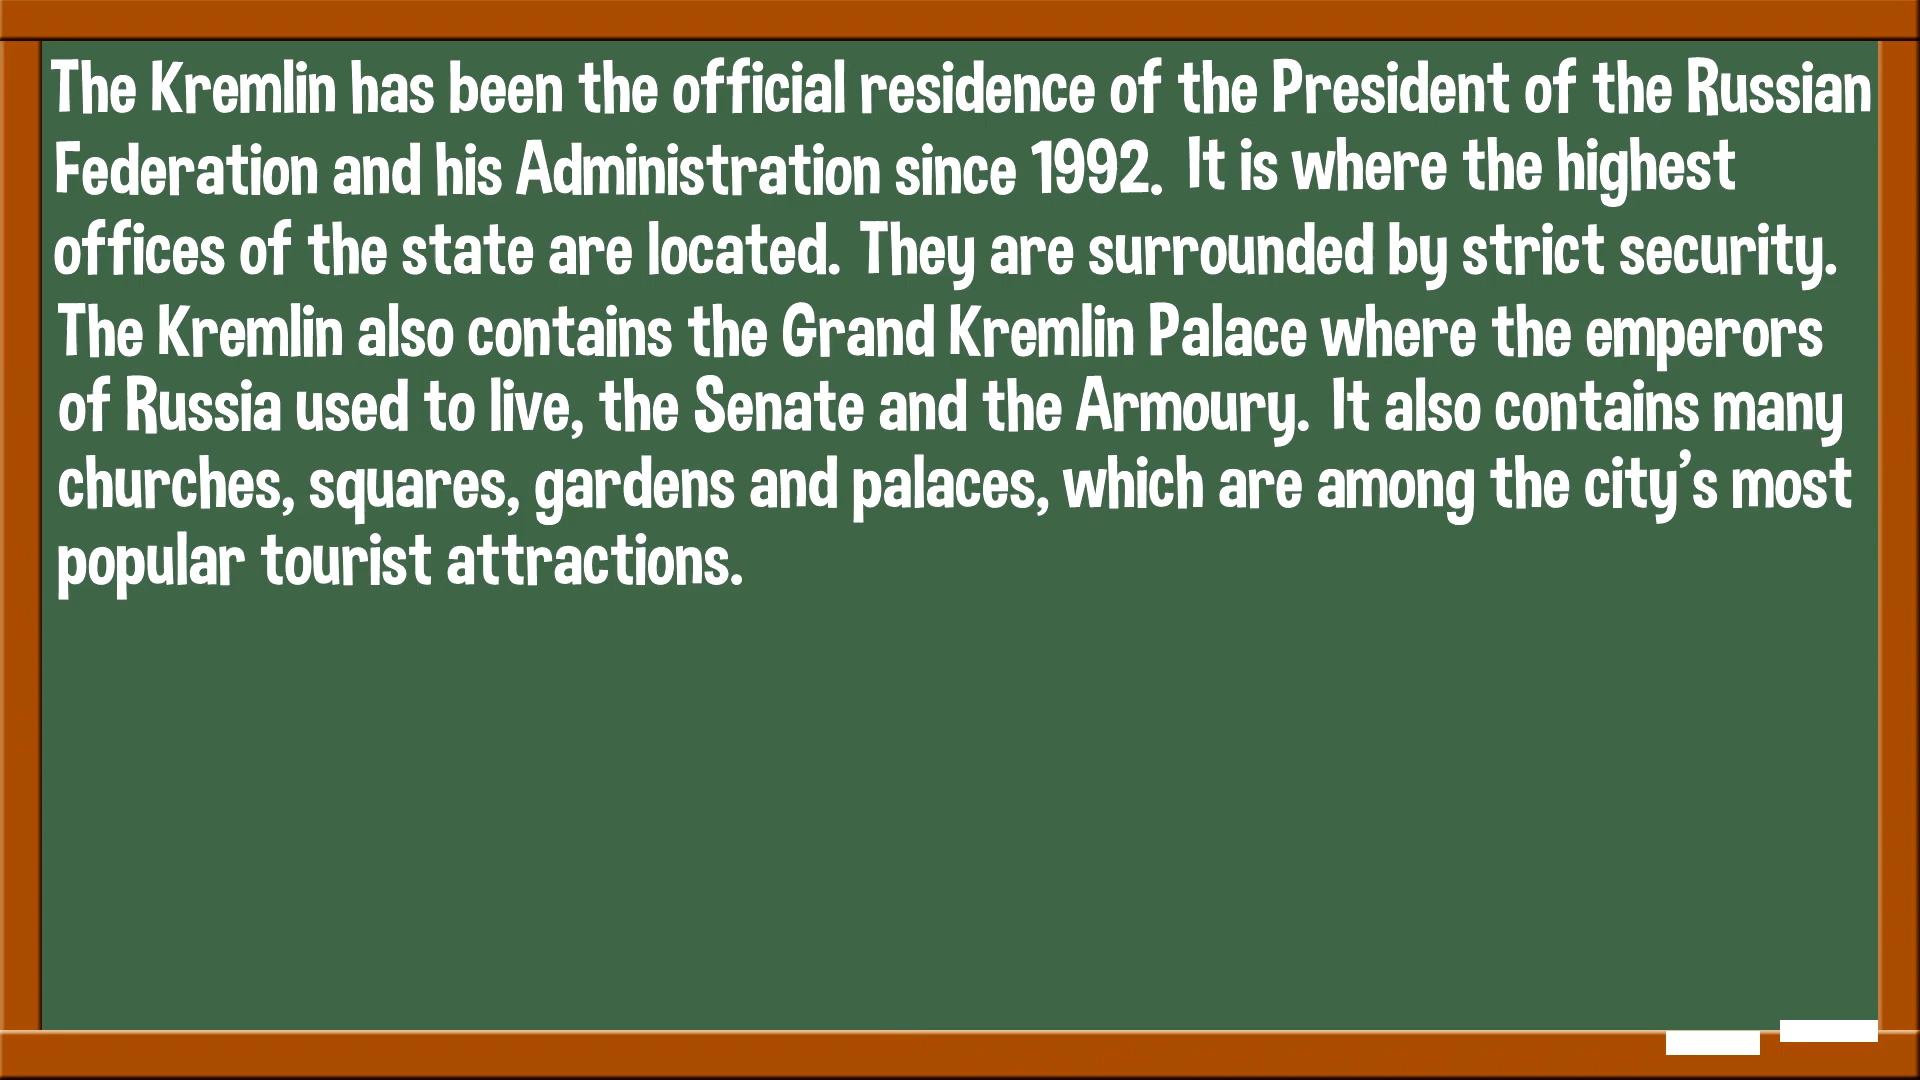 The Kremlin has been the official residence of the President of the Russian
Federation and his Administration since 1992. It is where the highest
offices of the state are located. They are surrounded by strict security.
The Kremlin also contains the Grand Kremlin Palace where the emperors
of Russia used to live, the Senate and the Armoury. It also contains many
churches, squares, gardens and palaces, which are among the city's most
popular tourist attractions.